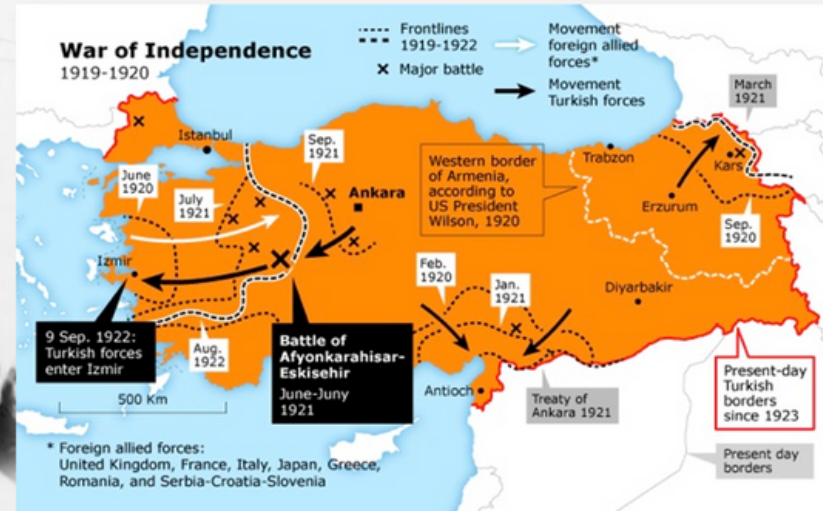 War of Independence
1919-1920
Frontlines
1919-1922
Major battle
Movement
foreign allied
forces*
Movement
Turkish forces
March
1921
Istanbul
Sep.
1921
June
1920
July
1921
Ankara
Western border
of Armenia,
according to
US President
Wilson, 1920
Trabzon
Kars
Erzurum
Sep.
1920
Izmir
Feb.
1920
Jan.
1921
Diyarbakir
9 Sep. 1922:
Turkish forces
enter Izmir
Aug.
1922
Battle of
Afyonkarahisar-
Eskisehir
June-Juny
1921
Antioch
Treaty of
Ankara 1921
Present-day
Turkish
borders
since 1923
500 Km
Present day
borders
* Foreign allied forces:
United Kingdom, France, Italy, Japan, Greece,
Romania, and Serbia-Croatia-Slovenia